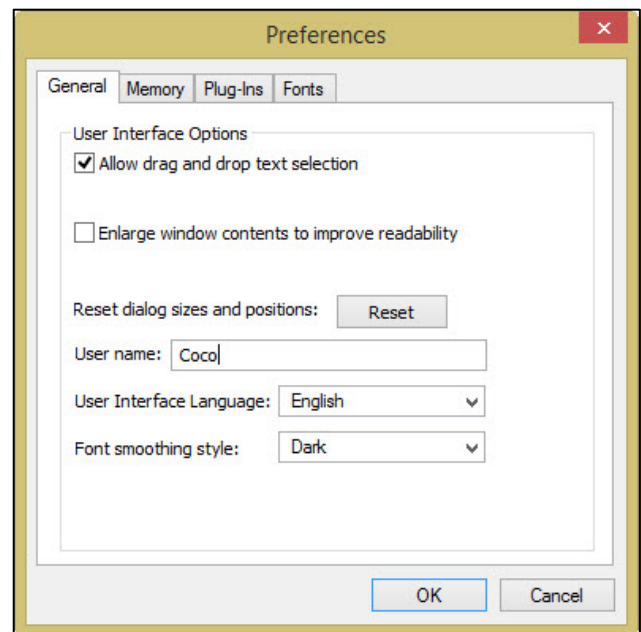 Preferences
General Memory Plug-Ins Fonts
User Interface Options
Allow drag and drop text selection
Enlarge window contents to improve readability
Reset dialog sizes and positions: Reset
User name: Coco
User Interface Language: English
Font smoothing style: Dark
OK Cancel